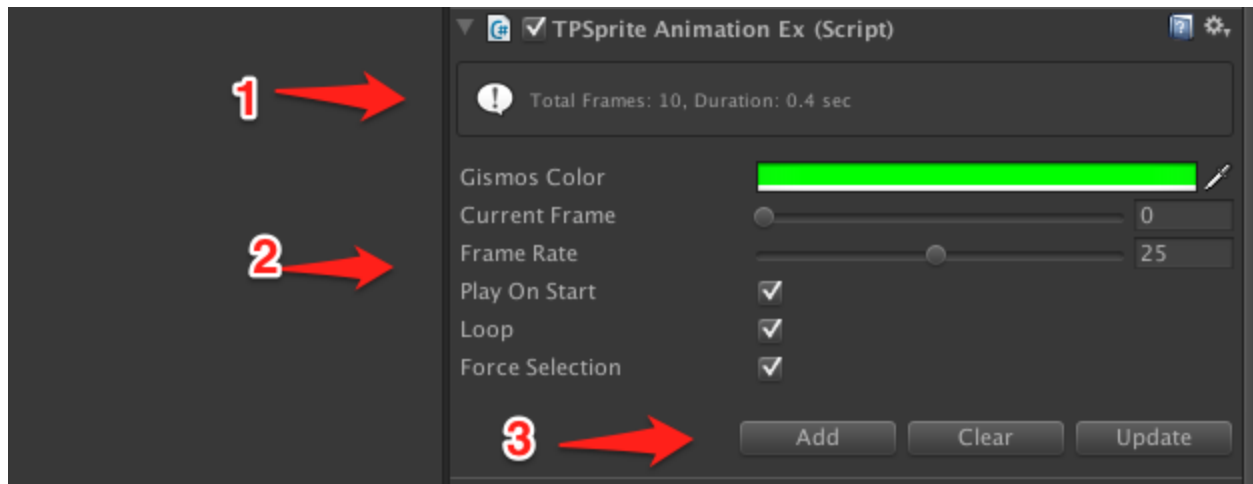 TPSprite Animation Ex (Script)
1
Total Frames: 10, Duration: 0.4 sec
Gismos Color
Current Frame 0
2
Frame Rate 25
Play On Start
Loop
Force Selection
3
Add Clear Update